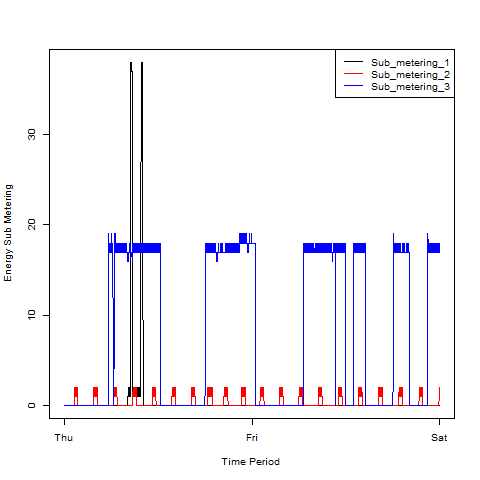 Sub_metering_1
Sub_metering_2
Sub_metering_3
30
20
10
0
Energy Sub Metering
Thu Fri Sat
Time Period